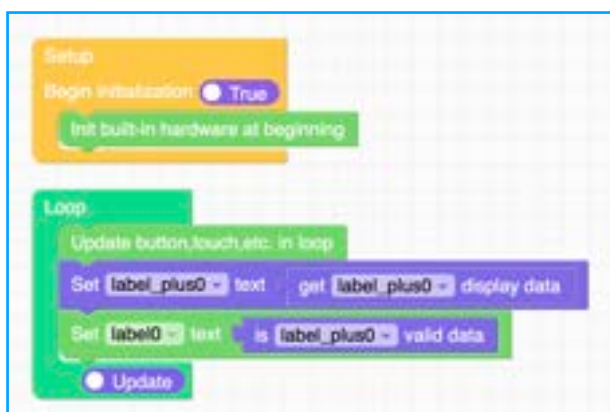 Setup
Begin initialization True
Init built-in hardware at beginning
Loop
Update button,touch,etc. in loop
Set label_plus0 text get label_plus0 display data
Set label0 text is label_plus0 valid data
Update